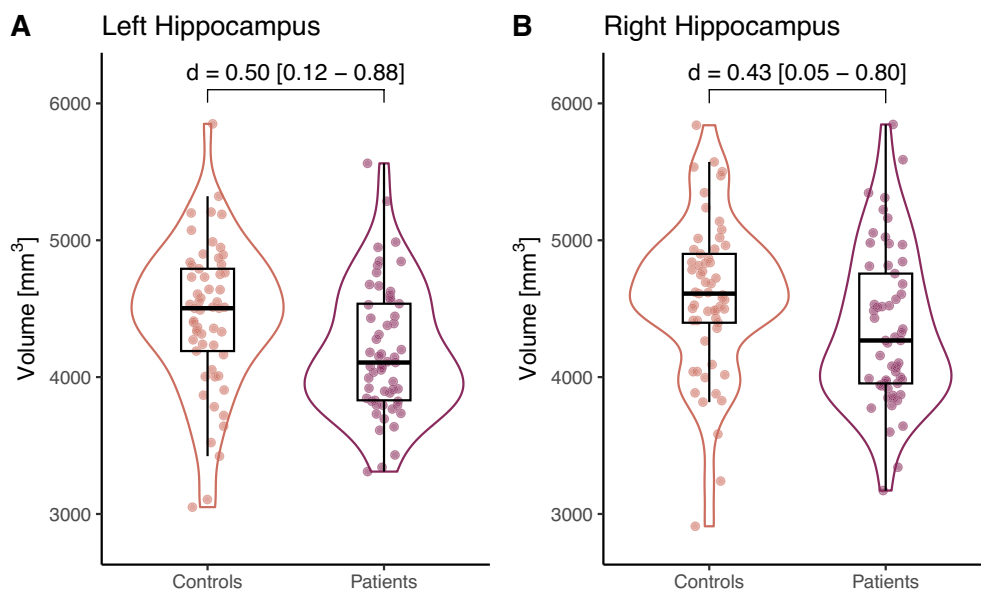 A Left Hippocampus
d = 0.50 [0.12 − 0.88]
Volume [mm³]
6000
5000
4000
3000
Controls Patients
B Right Hippocampus
d = 0.43 [0.05 − 0.80]
Volume [mm³]
6000
5000
4000
3000
Controls Patients